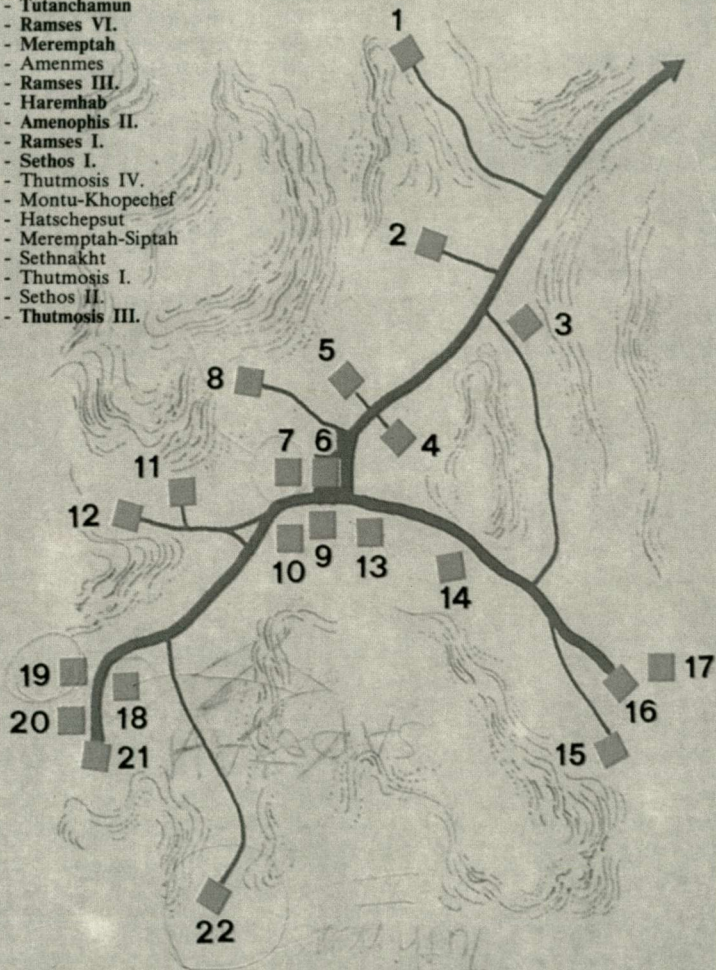 - Tutanchamun
- Ramses VI.
- Meremptah
- Amenmes
- Ramses III.
- Haremhab
- Amenophis II.
- Ramses I.
- Sethos I.
- Thutmosis IV.
- Montu-Khopechef
- Hatschepsut
- Meremptah-Siptah
- Sethnakht
- Thutmosis I.
- Sethos II.
- Thutmosis III.
1
2
3
5
8
4
7 6
11
12
9
10
13
14
19
17
18
16
20
21
15
22